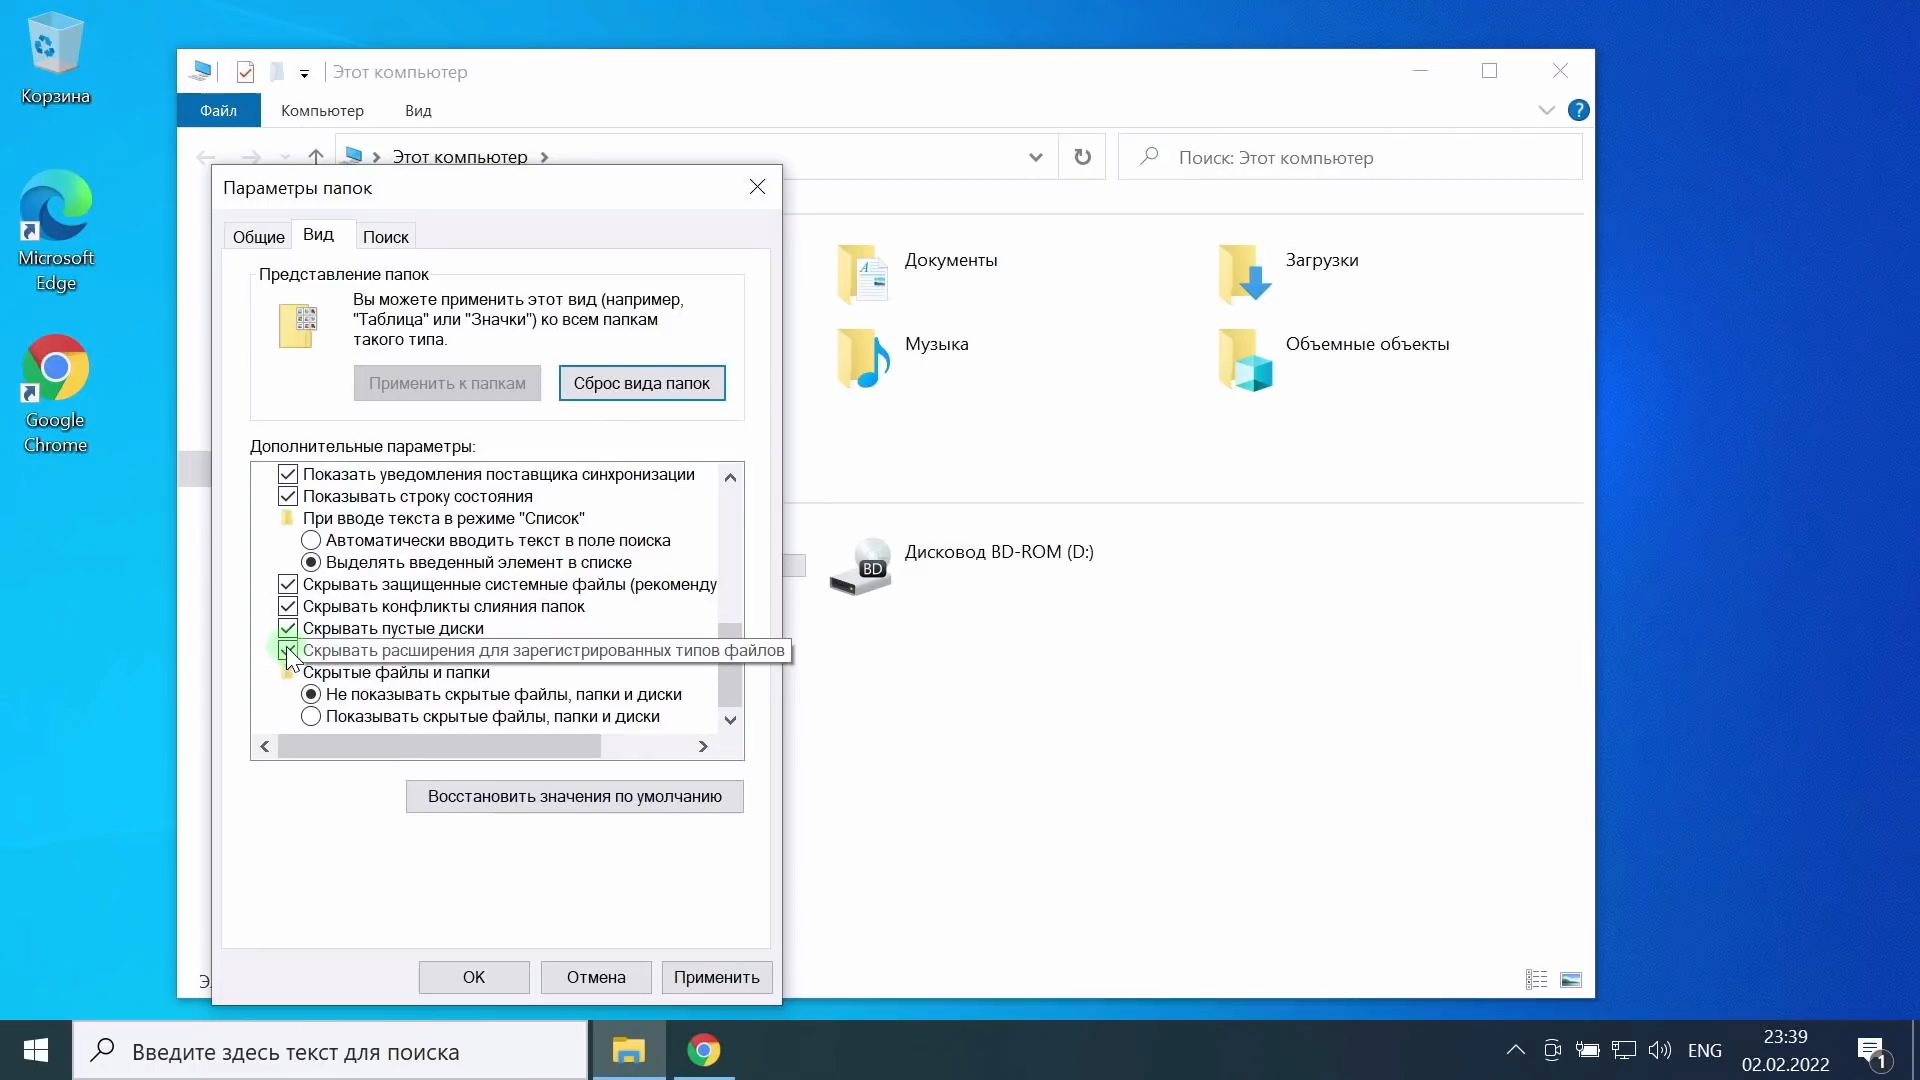 Корзина
Microsoft
Edge
Google
Chrome
Этот компьютер
Файл
Компьютер
Вид
?
Этот компьютер
Поиск: Этот компьютер
Параметры папок
Общие
Вид
Поиск
Представление папок
Вы можете применить этот вид (например,
"Таблица" или "Значки") ко всем папкам
такого типа.
Применить к папкам
Сброс вида папок
Дополнительные параметры:
Показать уведомления поставщика синхронизации
Показывать строку состояния
При вводе текста в режиме "Список"
Автоматически вводить текст в поле поиска
Выделять введенный элемент в списке
Скрывать защищенные системные файлы (рекоменду
Скрывать конфликты слияния папок
Скрывать пустые диски
Скрывать расширения для зарегистрированных типов файлов
Скрытые файлы и папки
Не показывать скрытые файлы, папки и диски
Показывать скрытые файлы, папки и диски
Восстановить значения по умолчанию
OK
Отмена
Применить
Документы
Загрузки
Музыка
Объемные объекты
BD
Дисковод BD-ROM (D:)
Введите здесь текст для поиска
ENG
23:39
02.02.2022
1